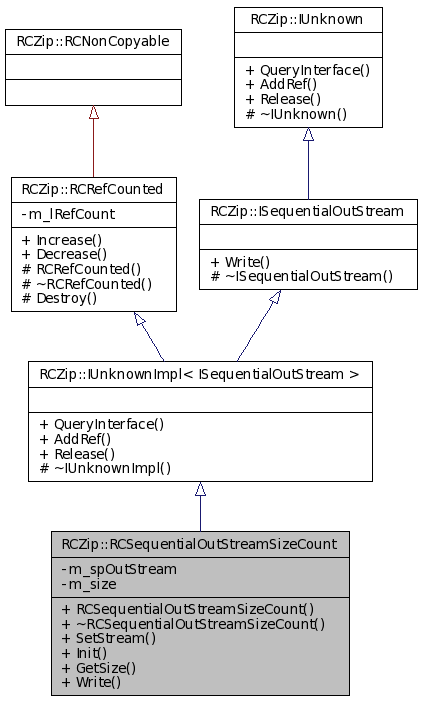 RCZip::RCNonCopyable
RCZip::IUnknown
+ QueryInterface()
+ AddRef()
+ Release()
# ~IUnknown()
RCZip::RCRefCounted
- m_lRefCount
+ Increase()
+ Decrease()
# RCRefCounted()
# ~RCRefCounted()
# Destroy()
RCZip::ISequentialOutStream
+ Write()
# ~ISequentialOutStream()
RCZip::IUnknownImpl< ISequentialOutStream >
+ QueryInterface()
+ AddRef()
+ Release()
# ~IUnknownImpl()
RCZip::RCSequentialOutStreamSizeCount
- m_spOutStream
- m_size
+ RCSequentialOutStreamSizeCount()
+ ~RCSequentialOutStreamSizeCount()
+ SetStream()
+ Init()
+ GetSize()
+ Write()